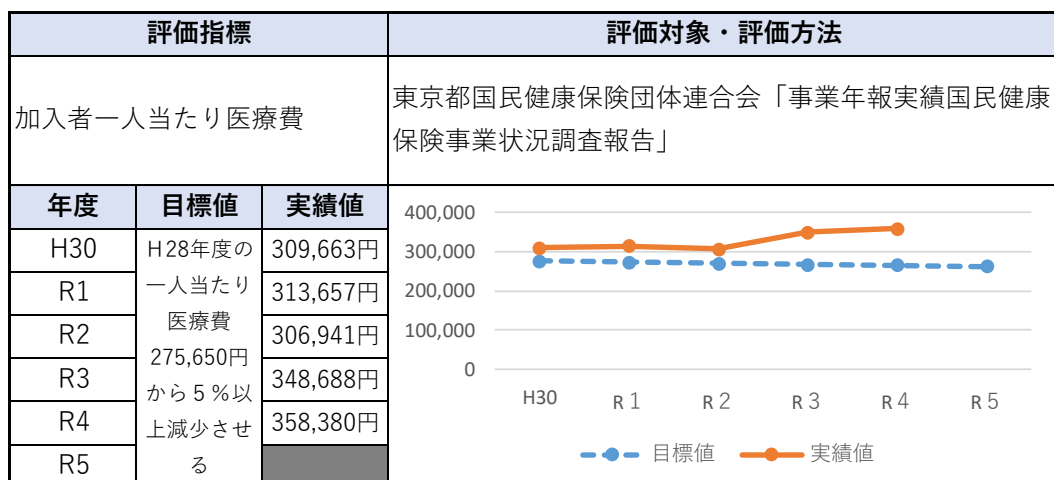 評価指標 評価対象・評価方法
加入者一人当たり医療費
東京都国民健康保険団体連合会「事業年報実績国民健康
保険事業状況調査報告」
年度 目標値 実績値
H30 309,663円
R1 313,657円
R2 306,941円
R3 348,688円
R4 358,380円
R5
H28年度の
一人当たり
医療費
275,650円
から5%以
上減少させ
る
400,000
300,000
200,000
100,000
0
H30 R1 R2 R3 R4 R5
目標値 実績値